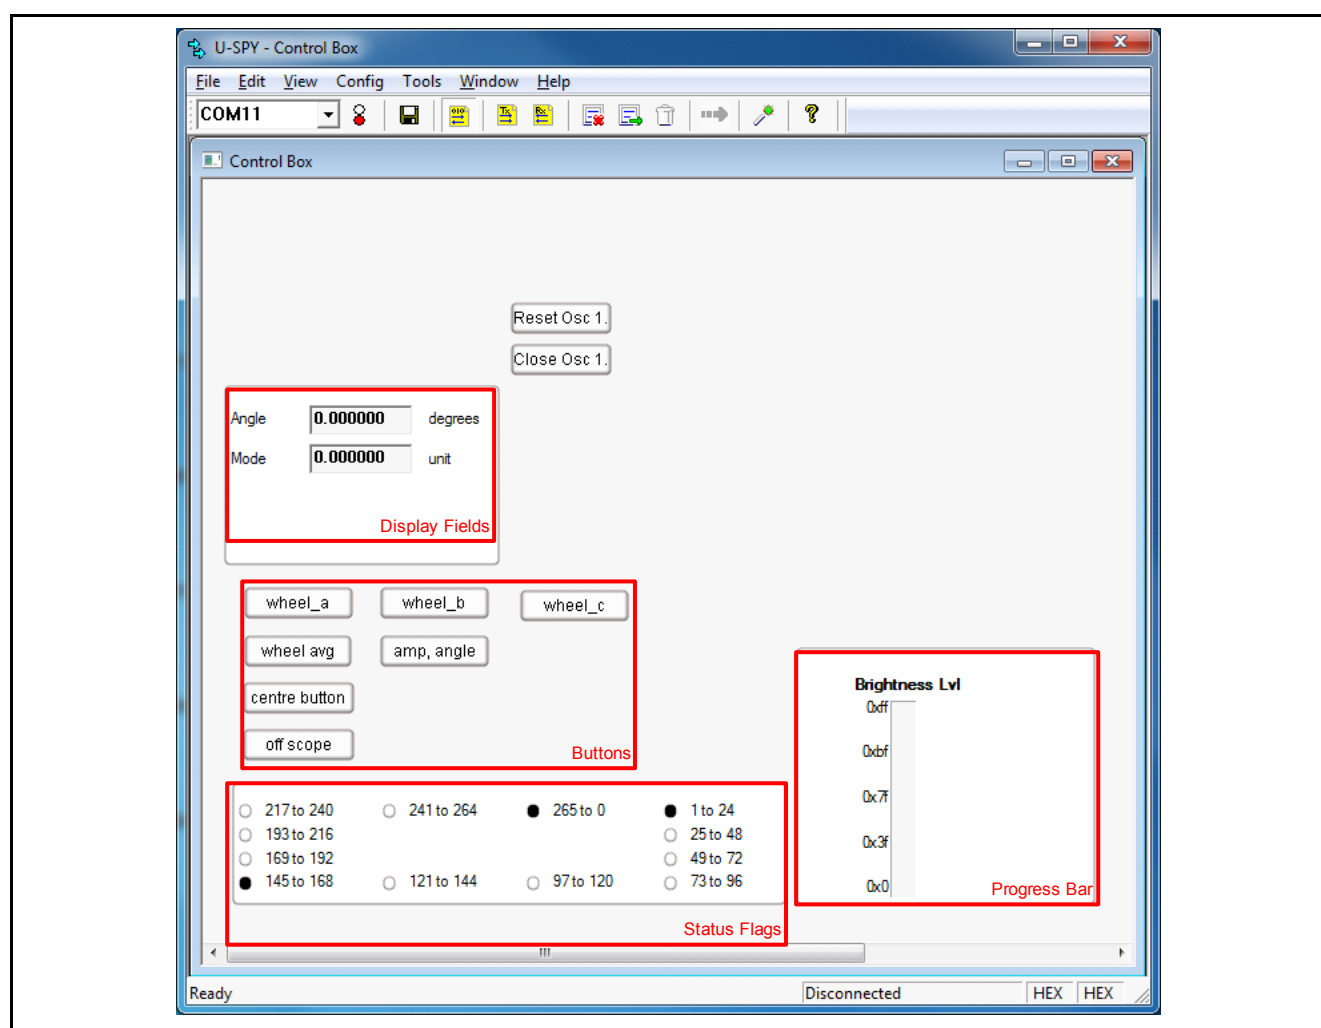 U-SPY - Control Box
File Edit View Config Tools Window Help
COM11
010
Tx
Rx
?
Control Box
Reset Osc 1.
Close Osc 1.
Angle 0.000000 degrees
Mode 0.000000 unit
Display Fields
wheel_a wheel_b wheel_c
wheel avg amp, angle
centre button
off scope
Buttons
Brightness Lvl
0xff
0xbf
0x7f
0x3f
0x0
Progress Bar
217 to 240 241 to 264 265 to 0 1 to 24
193 to 216 25 to 48
169 to 192 49 to 72
145 to 168 121 to 144 97 to 120 73 to 96
Status Flags
Ready Disconnected HEX HEX